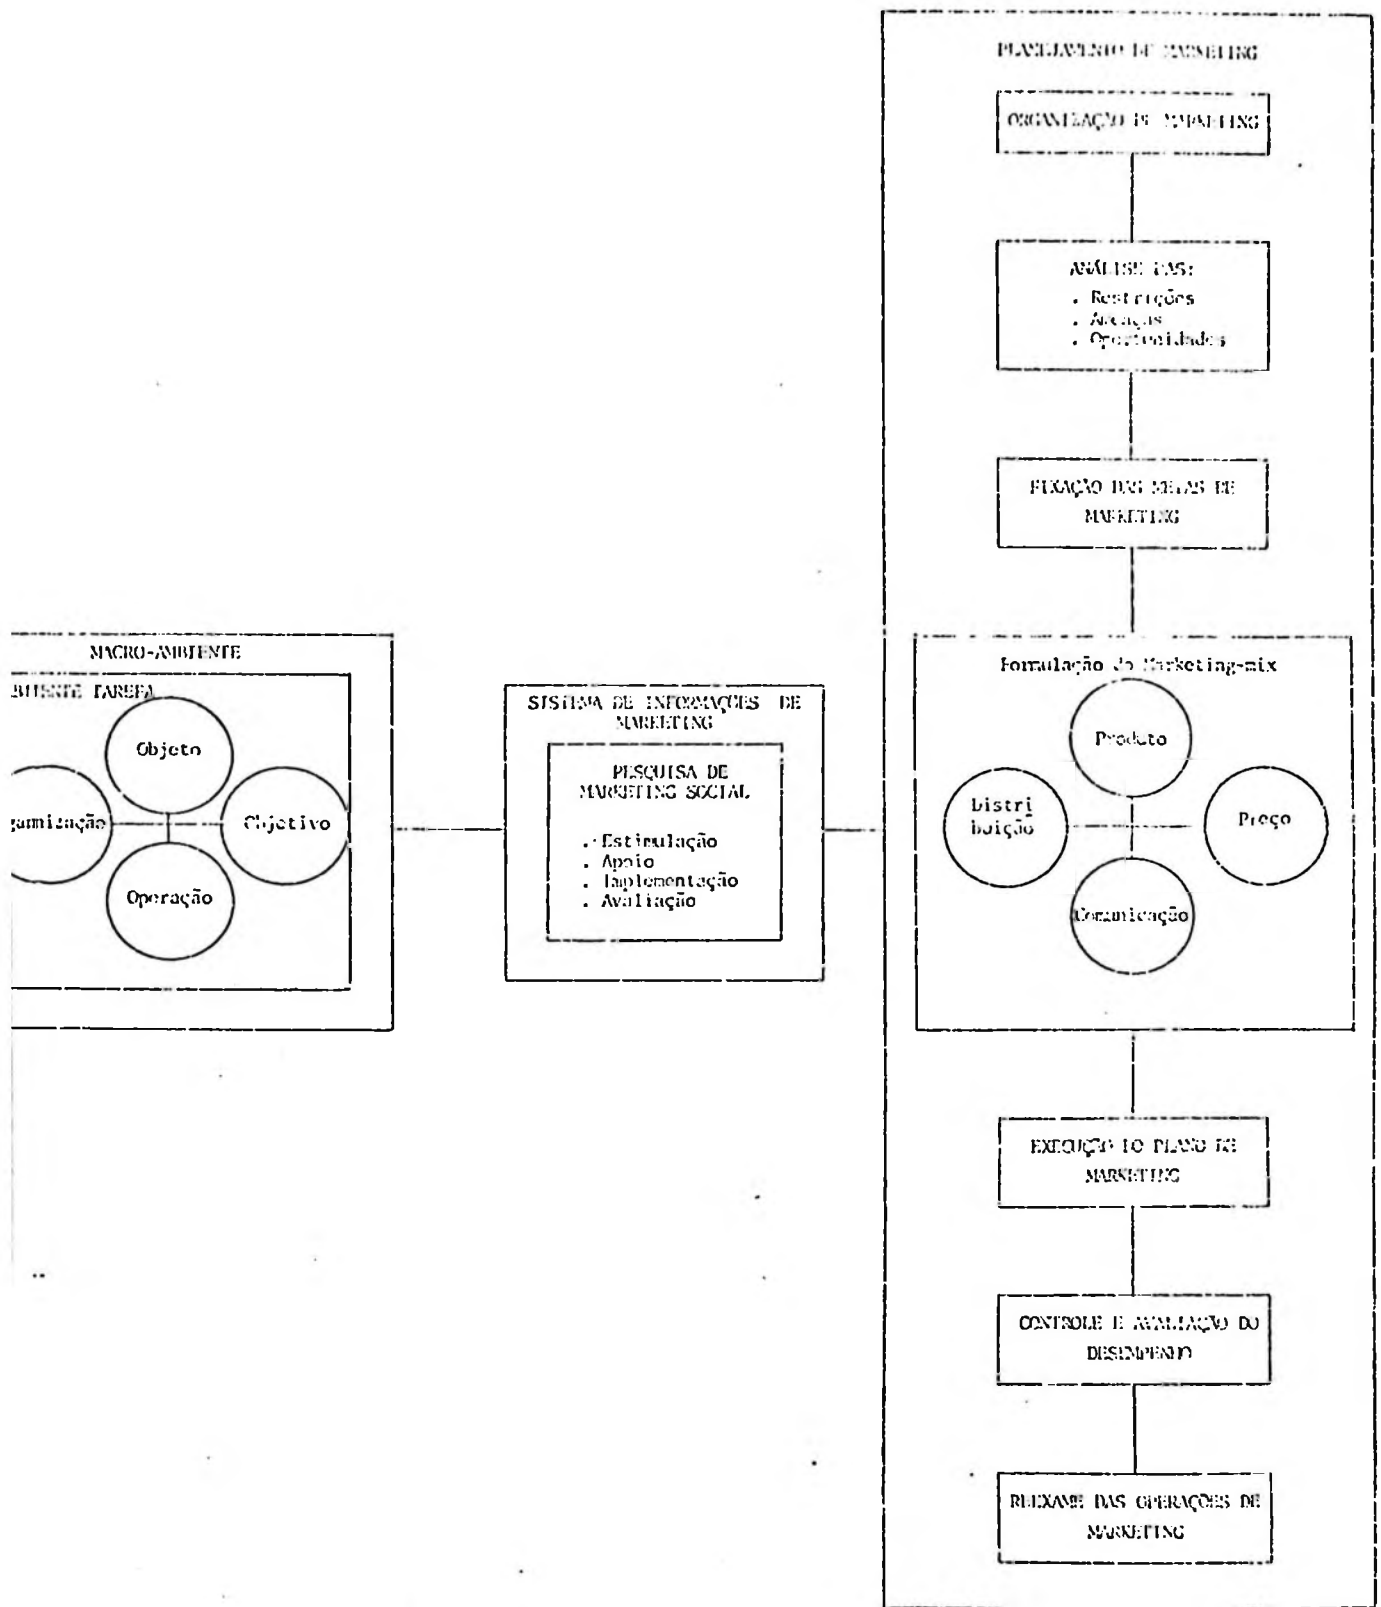 MACRO-AMBIENTE
BIENTE TAREFA
Objeto
ganização
Objetivo
Operação
SISTEMA DE INFORMAÇÕES DE
MARKETING
PESQUISA DE
MARKETING SOCIAL
. Estimulação
. Apoio
. Implementação
. Avaliação
PLANEJAMENTO DE MARKETING
ORGANIZAÇÃO DE MARKETING
ANÁLISE DAS:
. Restrições
. Ameaças
. Oportunidades
FIXAÇÃO DAS METAS DE
MARKETING
Formulação do Marketing-mix
Produto
Distri
buição
Preço
Comunicação
EXECUÇÃO DO PLANO DE
MARKETING
CONTROLE E AVALIAÇÃO DO
DESEMPENHO
REEXAME DAS OPERAÇÕES DE
MARKETING